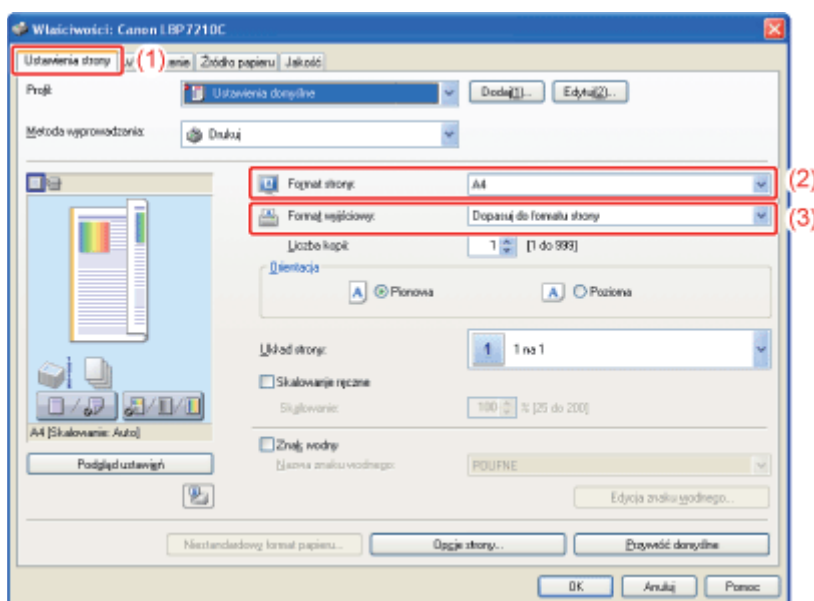 Właściwości: Canon LBP7210C
Ustawienia strony (1) Źródło papieru Jakość
Profil: Ustawienia domyślne Dodaj(1)... Edytuj(2)...
Metoda wyprowadzania: Drukuj
Format strony: A4 (2)
Format wyjściowy: Dopasuj do formatu strony (3)
Liczba kopii: 1 [1 do 999]
Orientacja
A Pionowa A Pozioma
Układ strony: 1 1 na 1
Skalowanie ręczne
Skalowanie: 100 % [25 do 200]
A4 [Skalowanie: Auto]
Znak wodny
Podgląd ustawień Nazwa znaku wodnego: POUFNE
Edycja znaku wodnego...
Niestandardowy format papieru... Opcje strony... Przywróć domyślne
OK Anuluj Pomoc